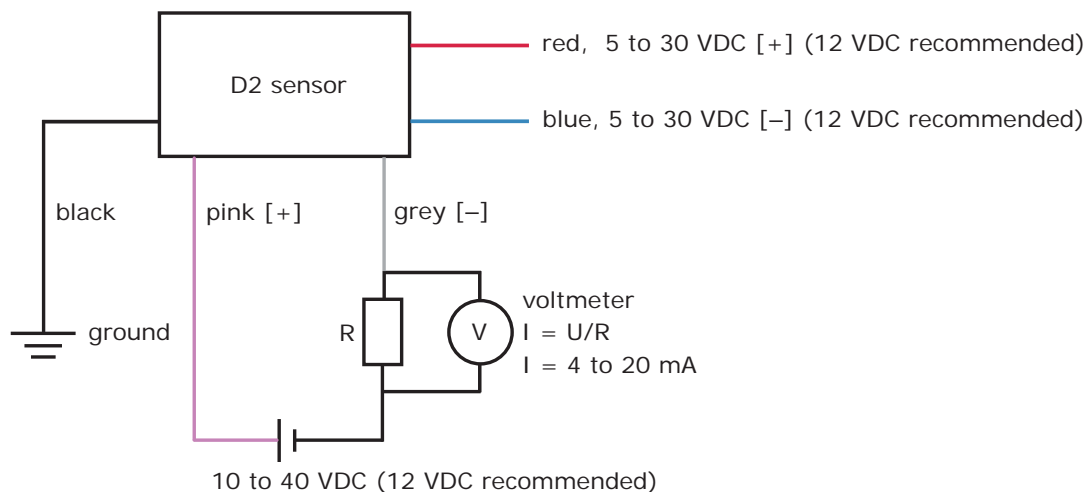 D2 sensor
red,  5 to 30 VDC [+] (12 VDC recommended)
blue, 5 to 30 VDC [−] (12 VDC recommended)
black
pink [+]
grey [−]
ground
R
V
voltmeter
I = U/R
I = 4 to 20 mA
10 to 40 VDC (12 VDC recommended)